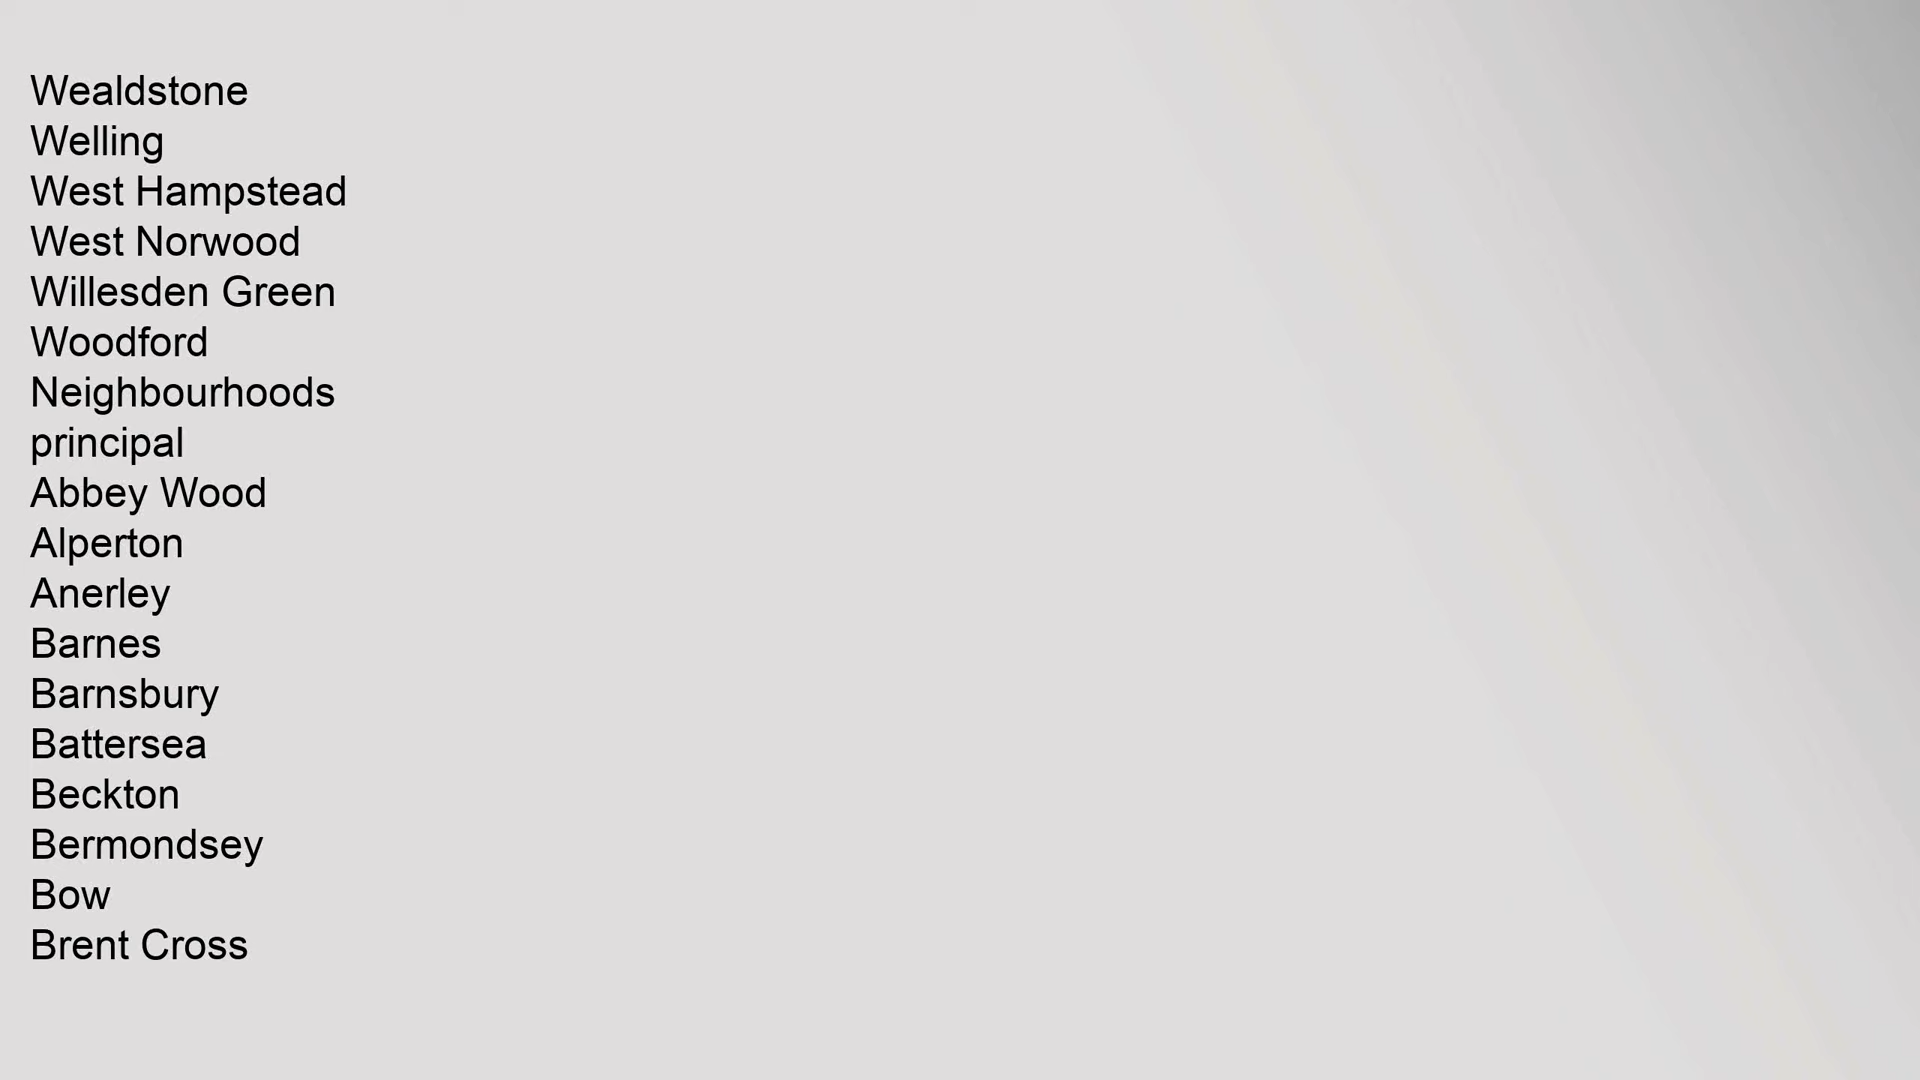 Wealdstone
Welling
West Hampstead
West Norwood
Willesden Green
Woodford
Neighbourhoods
principal
Abbey Wood
Alperton
Anerley
Barnes
Barnsbury
Battersea
Beckton
Bermondsey
Bow
Brent Cross